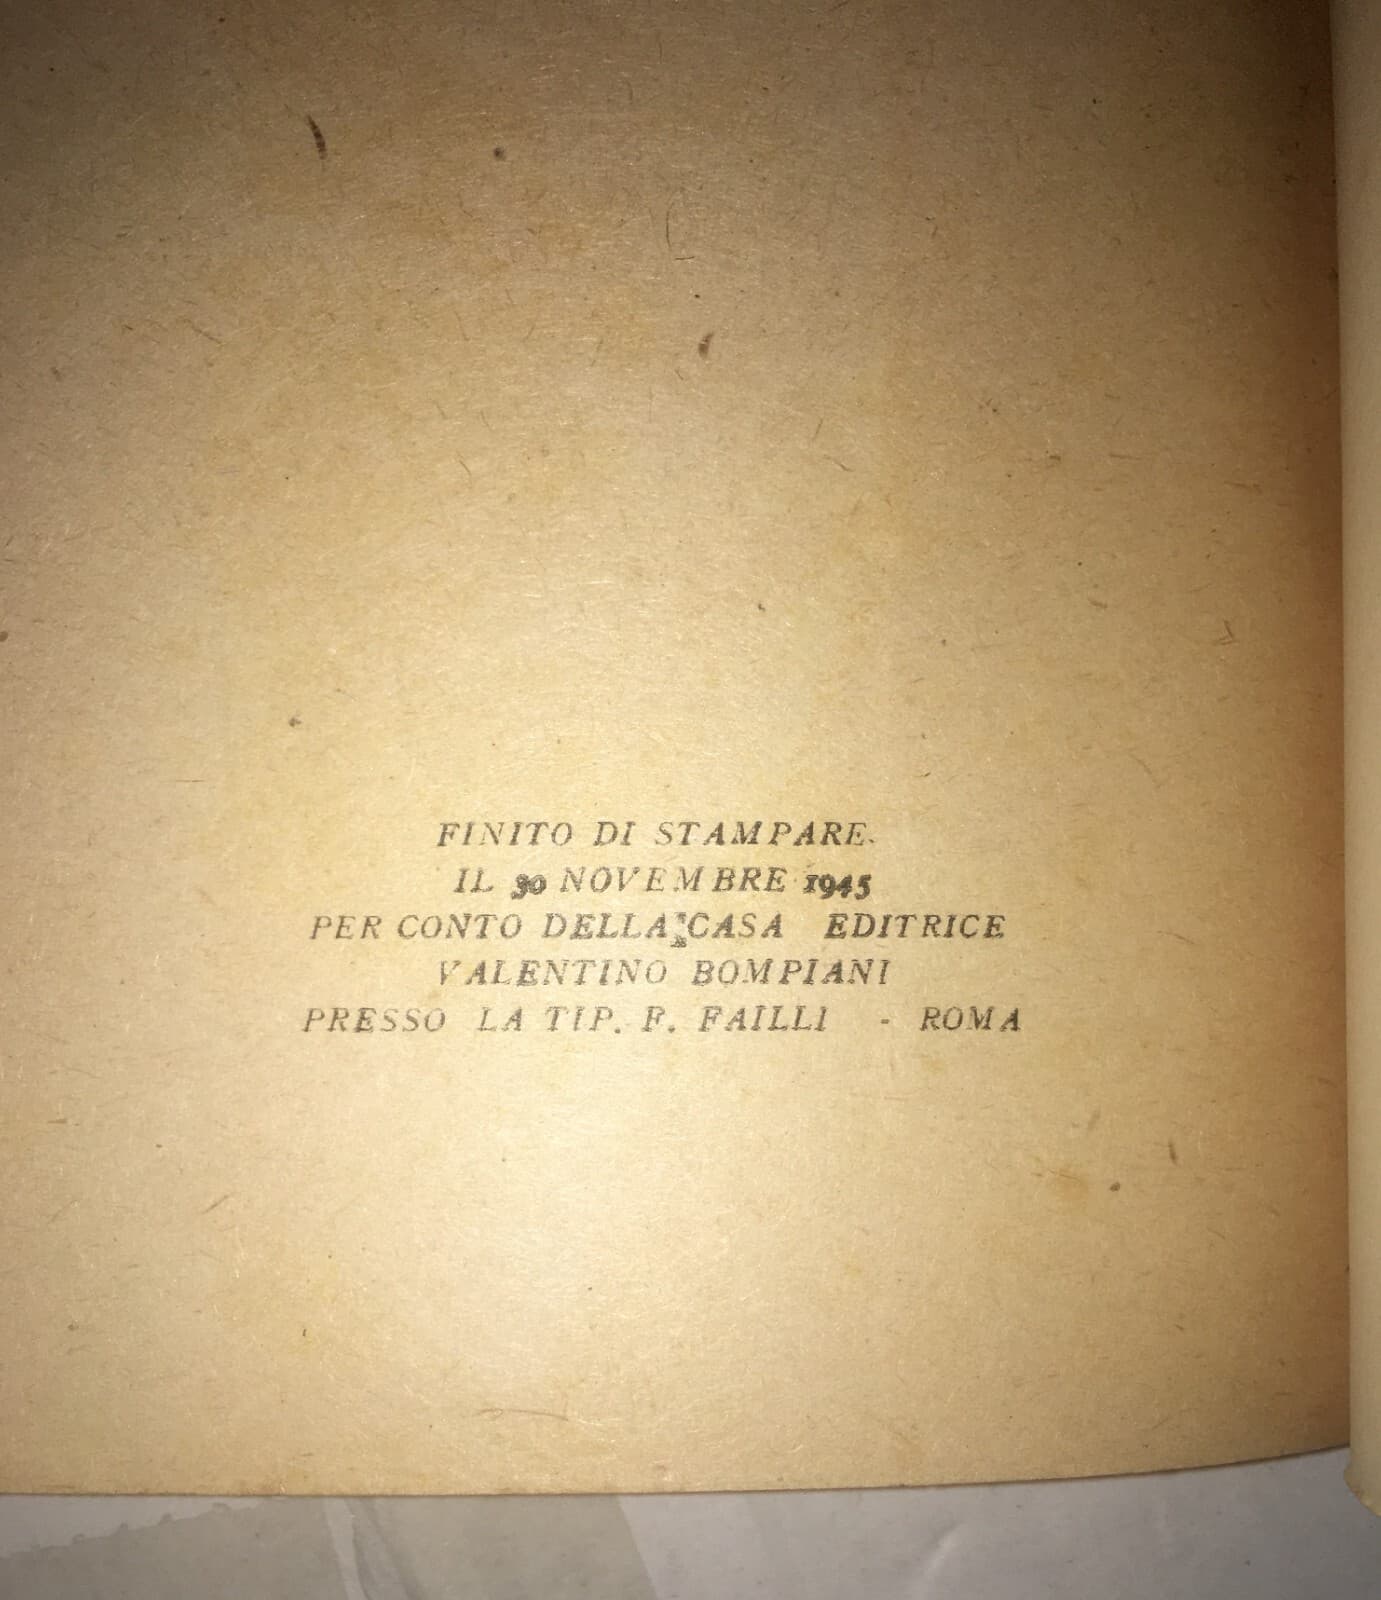 FINITO DI STAMPARE.
IL 30 NOVEMBRE 1945
PER CONTO DELLA CASA EDITRICE
VALENTINO BOMPIANI
PRESSO LA TIP. F. FAILLI - ROMA